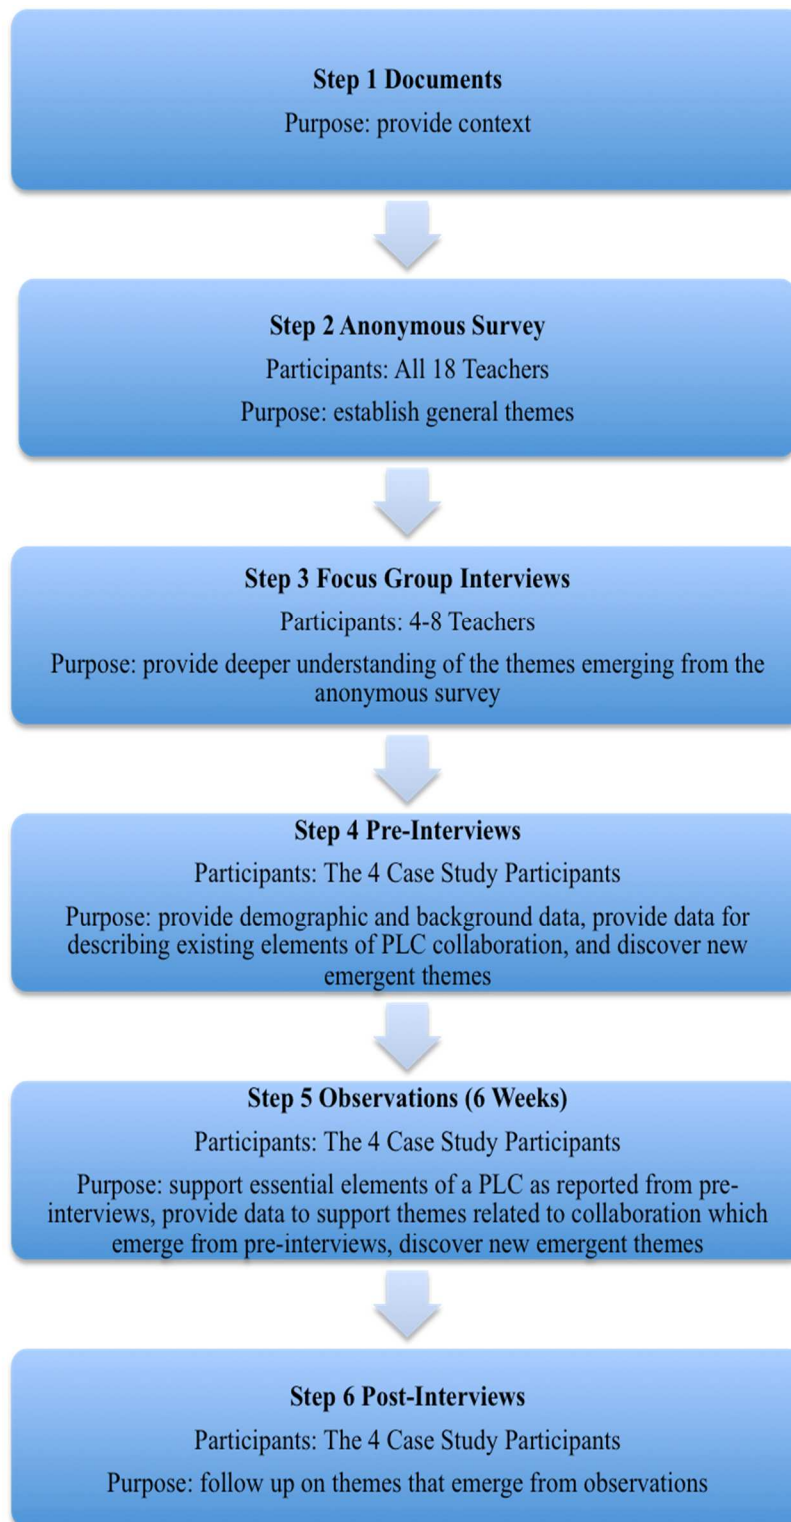 Step 1 Documents
Purpose: provide context
Step 2 Anonymous Survey
Participants: All 18 Teachers
Purpose: establish general themes
Step 3 Focus Group Interviews
Participants: 4-8 Teachers
Purpose: provide deeper understanding of the themes emerging from the
anonymous survey
Step 4 Pre-Interviews
Participants: The 4 Case Study Participants
Purpose: provide demographic and background data, provide data for
describing existing elements of PLC collaboration, and discover new
emergent themes
Step 5 Observations (6 Weeks)
Participants: The 4 Case Study Participants
Purpose: support essential elements of a PLC as reported from pre-
interviews, provide data to support themes related to collaboration which
emerge from pre-interviews, discover new emergent themes
Step 6 Post-Interviews
Participants: The 4 Case Study Participants
Purpose: follow up on themes that emerge from observations